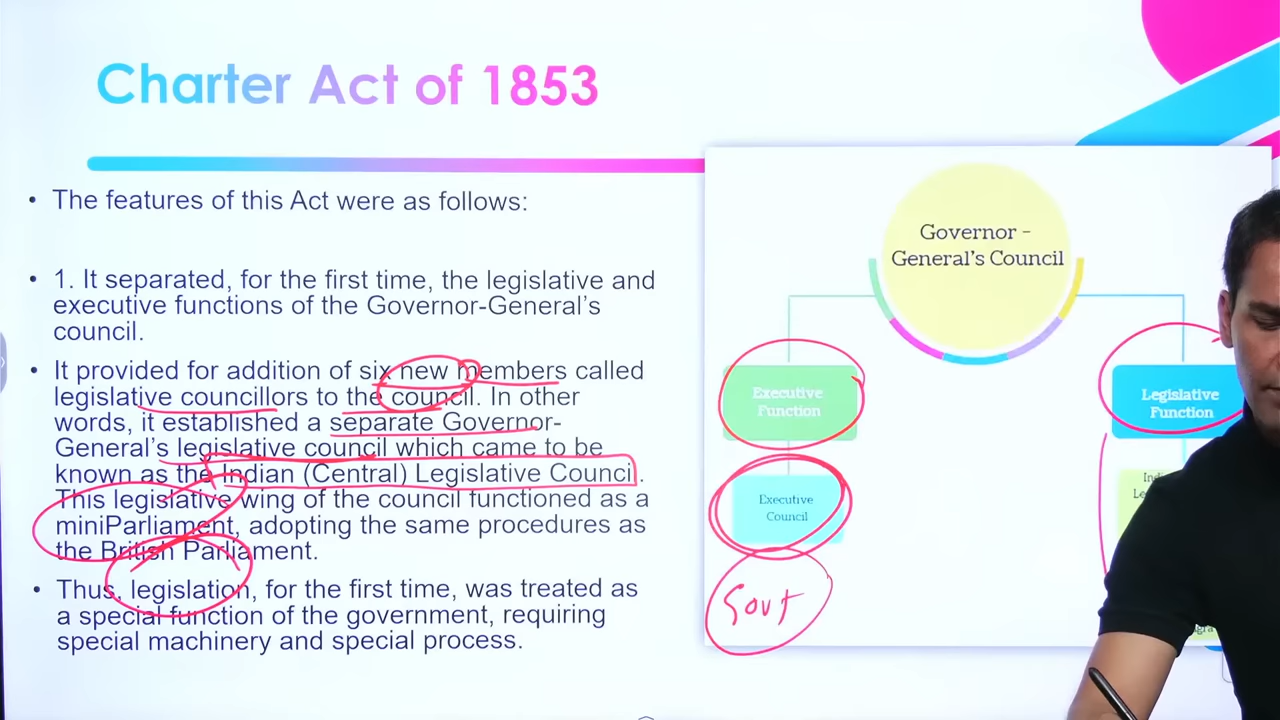 Charter Act of 1853
• The features of this Act were as follows:
• 1. It separated, for the first time, the legislative and
executive functions of the Governor-General’s
council.
• It provided for addition of six new members called
legislative councillors to the council. In other
words, it established a separate Governor-
General’s legislative council which came to be
known as the Indian (Central) Legislative Council.
This legislative wing of the council functioned as a
miniParliament, adopting the same procedures as
the British Parliament.
• Thus, legislation, for the first time, was treated as
a special function of the government, requiring
special machinery and special process.
Governor -
General’s Council
Executive
Function
Executive
Council
Govt
Legislative
Function